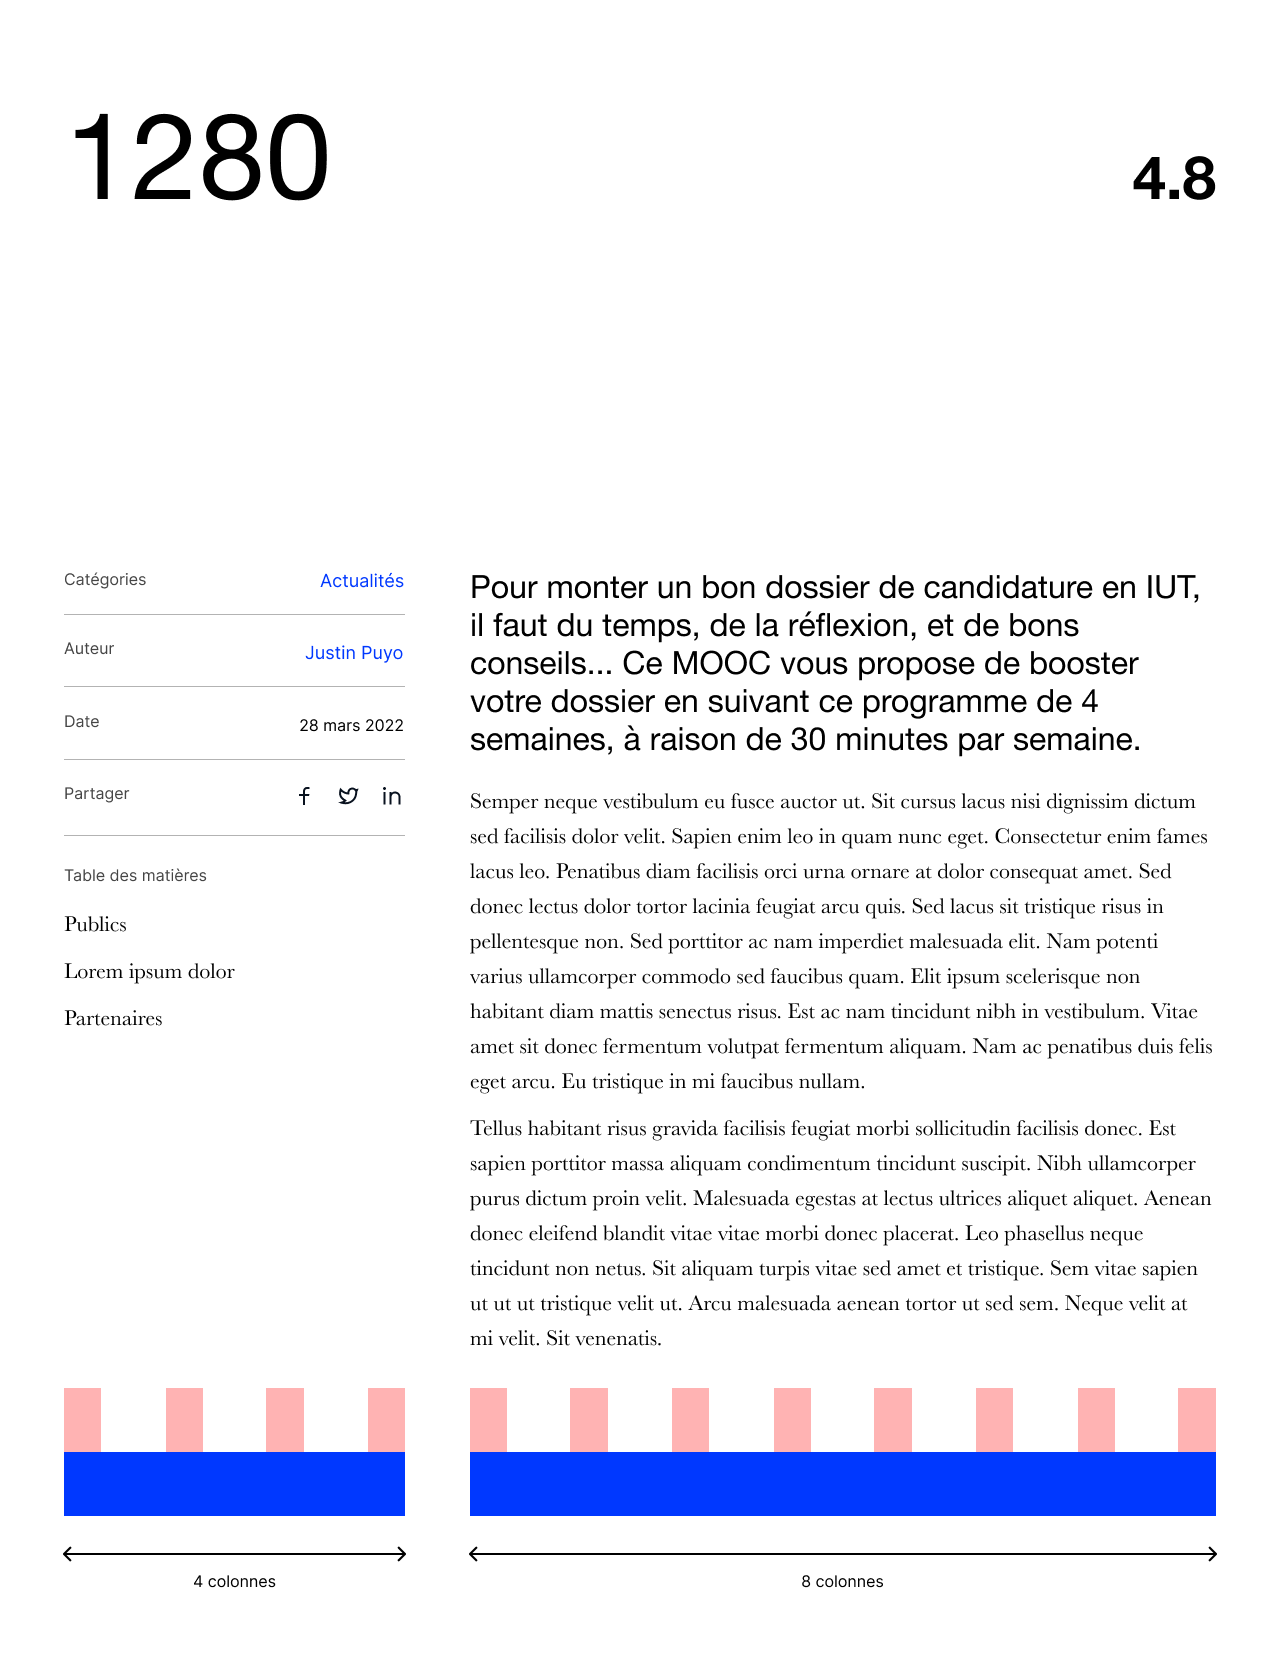 1280
4.8
Catégories
Actualités
Auteur
Justin Puyo
Date
28 mars 2022
Partager
Table des matières
Publics
Lorem ipsum dolor
Partenaires
Pour monter un bon dossier de candidature en IUT,
il faut du temps, de la réflexion, et de bons
conseils... Ce MOOC vous propose de booster
votre dossier en suivant ce programme de 4
semaines, à raison de 30 minutes par semaine.
Semper neque vestibulum eu fusce auctor ut. Sit cursus lacus nisi dignissim dictum
sed facilisis dolor velit. Sapien enim leo in quam nunc eget. Consectetur enim fames
lacus leo. Penatibus diam facilisis orci urna ornare at dolor consequat amet. Sed
donec lectus dolor tortor lacinia feugiat arcu quis. Sed lacus sit tristique risus in
pellentesque non. Sed porttitor ac nam imperdiet malesuada elit. Nam potenti
varius ullamcorper commodo sed faucibus quam. Elit ipsum scelerisque non
habitant diam mattis senectus risus. Est ac nam tincidunt nibh in vestibulum. Vitae
amet sit donec fermentum volutpat fermentum aliquam. Nam ac penatibus duis felis
eget arcu. Eu tristique in mi faucibus nullam.
Tellus habitant risus gravida facilisis feugiat morbi sollicitudin facilisis donec. Est
sapien porttitor massa aliquam condimentum tincidunt suscipit. Nibh ullamcorper
purus dictum proin velit. Malesuada egestas at lectus ultrices aliquet aliquet. Aenean
donec eleifend blandit vitae vitae morbi donec placerat. Leo phasellus neque
tincidunt non netus. Sit aliquam turpis vitae sed amet et tristique. Sem vitae sapien
ut ut ut tristique velit ut. Arcu malesuada aenean tortor ut sed sem. Neque velit at
mi velit. Sit venenatis.
4 colonnes
8 colonnes